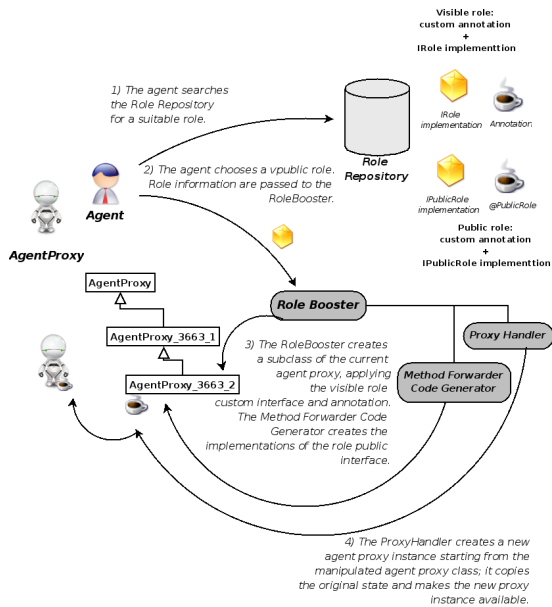 Visible role:
custom annotation
+
IRole implementtion
1) The agent searches
the Role Repository
for a suitable role.
IRole
implementation
Annotation
2) The agent chooses a vpublic role.
Role information are passed to the
RoleBooster.
Role
Repository
Agent
IPublicRole
implementation
@PublicRole
AgentProxy
Public role:
custom annotation
+
IPublicRole implementtion
AgentProxy
Role Booster
AgentProxy_3663_1
Proxy Handler
3) The RoleBooster creates
a subclass of the current
agent proxy, applying
the visible role
custom interface and annotation.
The Method Forwarder Code
Generator creates the
implementations of the role public
interface.
Method Forwarder
Code Generator
AgentProxy_3663_2
4) The ProxyHandler creates a new
agent proxy instance starting from the
manipulated agent proxy class; it copies
the original state and makes the new proxy
instance available.